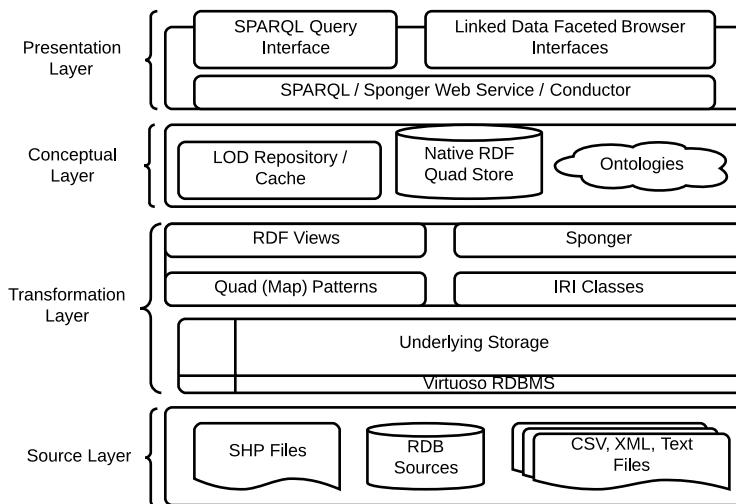 Presentation
Layer
SPARQL Query
Interface
Linked Data Faceted Browser
Interfaces
SPARQL / Sponger Web Service / Conductor
Conceptual
Layer
LOD Repository /
Cache
Native RDF
Quad Store
Ontologies
Transformation
Layer
RDF Views
Sponger
Quad (Map) Patterns
IRI Classes
Underlying Storage
Virtuoso RDBMS
Source Layer
SHP Files
RDB
Sources
CSV, XML, Text
Files